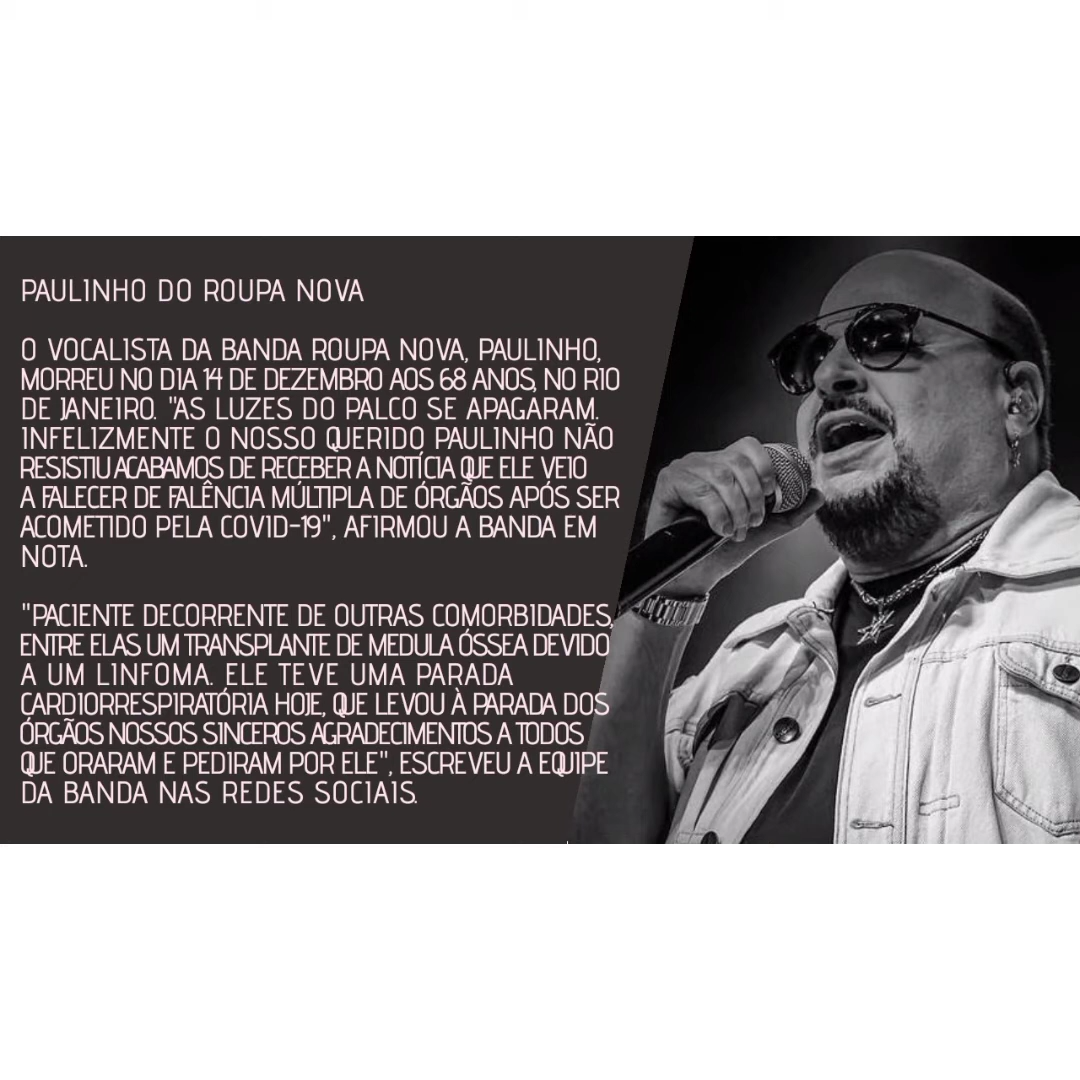 PAULINHO DO ROUPA NOVA
O VOCALISTA DA BANDA ROUPA NOVA, PAULINHO,
MORREU NO DIA 14 DE DEZEMBRO AOS 68 ANOS, NO RIO
DE JANEIRO. "AS LUZES DO PALCO SE APAGARAM.
INFELIZMENTE O NOSSO QUERIDO PAULINHO NÃO
RESISTIU ACABAMOS DE RECEBER A NOTÍCIA QUE ELE VEIO
A FALECER DE FALÊNCIA MÚLTIPLA DE ÓRGÃOS APÓS SER
ACOMETIDO PELA COVID-19", AFIRMOU A BANDA EM
NOTA.
"PACIENTE DECORRENTE DE OUTRAS COMORBIDADES,
ENTRE ELAS UM TRANSPLANTE DE MEDULA ÓSSEA DEVIDO
A UM LINFOMA. ELE TEVE UMA PARADA
CARDIORRESPIRATÓRIA HOJE, QUE LEVOU À PARADA DOS
ÓRGÃOS NOSSOS SINCEROS AGRADECIMENTOS A TODOS
QUE ORARAM E PEDIRAM POR ELE", ESCREVEU A EQUIPE
DA BANDA NAS REDES SOCIAIS.